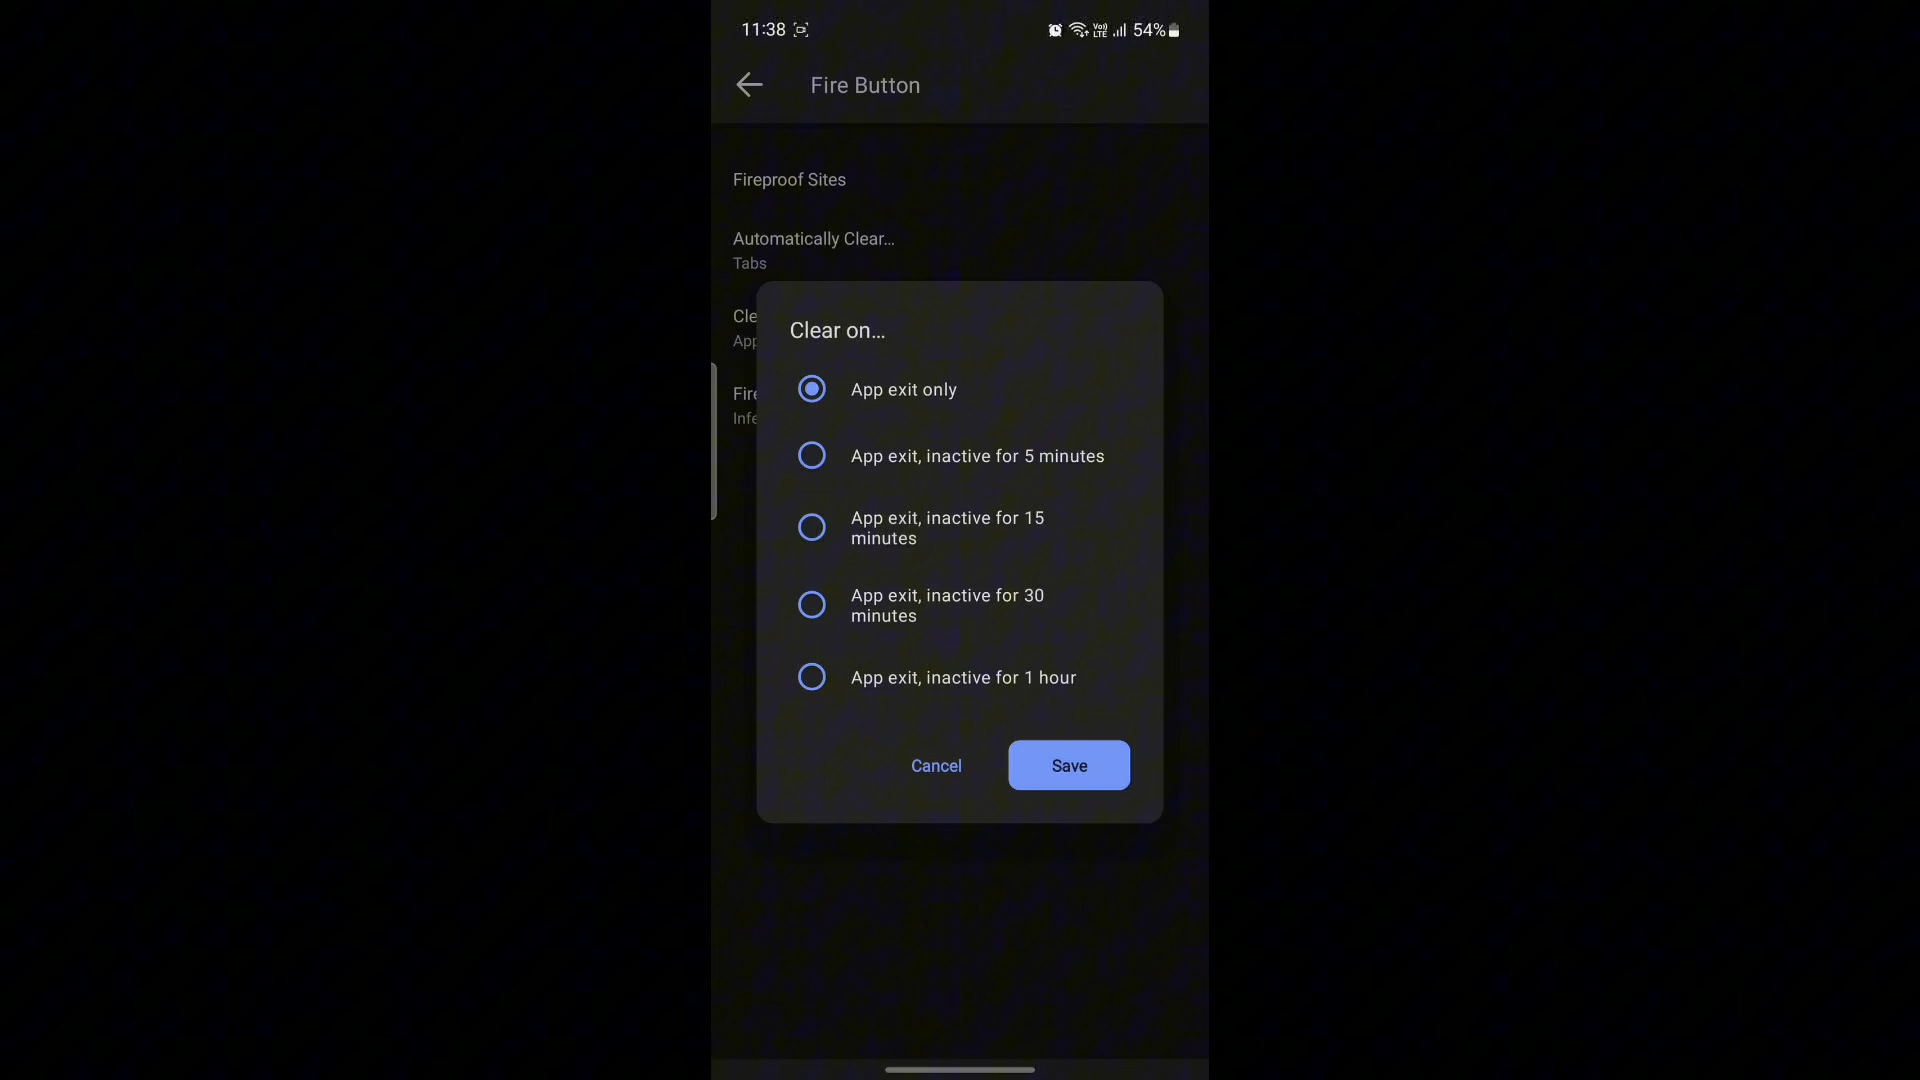 11:38
Vo))
LTE
54%
Fire Button
Fireproof Sites
Automatically Clear...
Tabs
Cle
App
Fire
Infe
Clear on...
App exit only
App exit, inactive for 5 minutes
App exit, inactive for 15
minutes
App exit, inactive for 30
minutes
App exit, inactive for 1 hour
Cancel
Save